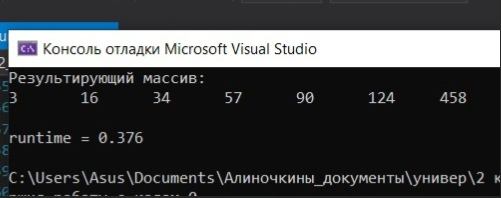 Консоль отладки Microsoft Visual Studio
Результирующий массив:
3 16 34 57 90 124 458
runtime = 0.376
C:\Users\Asus\Documents\Алиночкины_документы\универ\2 к